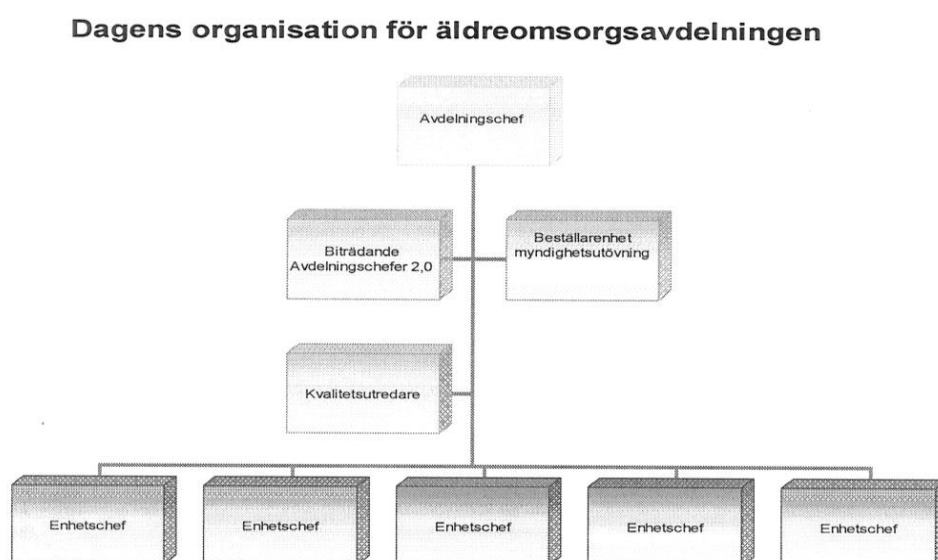 Dagens organisation för äldreomsorgsavdelningen
Avdelningschef
Biträdande
Avdelningschefer 2,0
Beställarenhet
myndighetsutövning
Kvalitetsutredare
Enhetschef
Enhetschef
Enhetschef
Enhetschef
Enhetschef